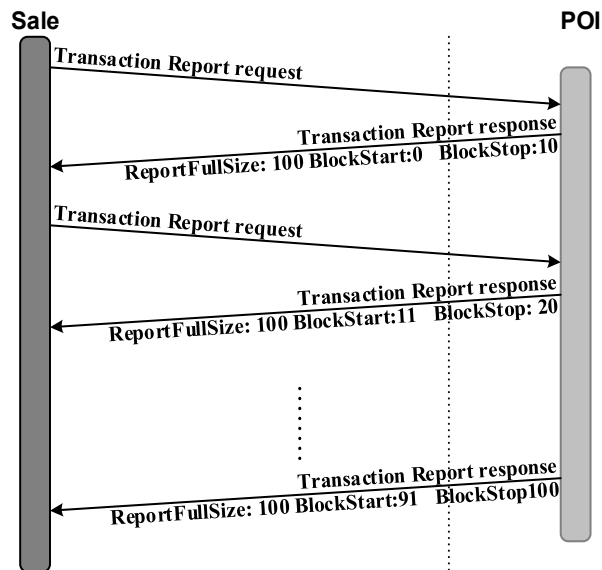 Sale
POI
Transaction Report request
Transaction Report response
ReportFullSize: 100 BlockStart:0 BlockStop:10
Transaction Report request
Transaction Report response
ReportFullSize: 100 BlockStart:11 BlockStop: 20
Transaction Report response
ReportFullSize: 100 BlockStart:91 BlockStop100